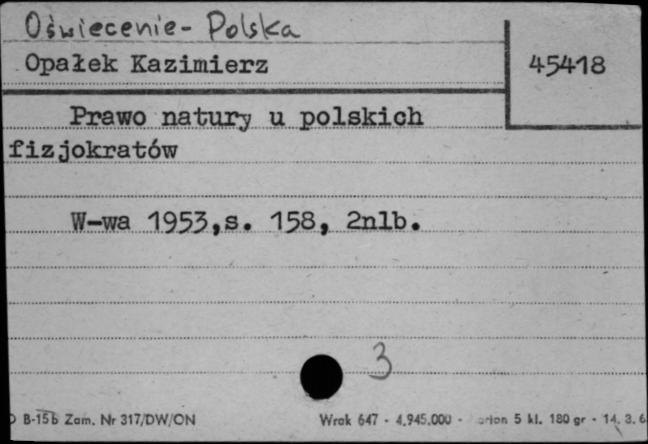 Oświecenie - Polska
Opałek Kazimierz
45418
Prawo natury u polskich
fizjokratów
W-wa 1953,s. 158, 2nlb.
3
B-15b Zam. Nr 317/DW/ON Wrak 647 - 4.945.000 - 5 kl. 180 gr - 14. 3. 6